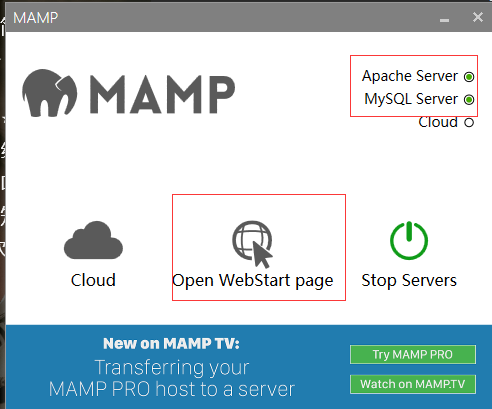 MAMP
MAMP
Apache Server
MySQL Server
Cloud
Cloud
Open WebStart page
Stop Servers
New on MAMP TV:
Transferring your
MAMP PRO host to a server
Try MAMP PRO
Watch on MAMP.TV